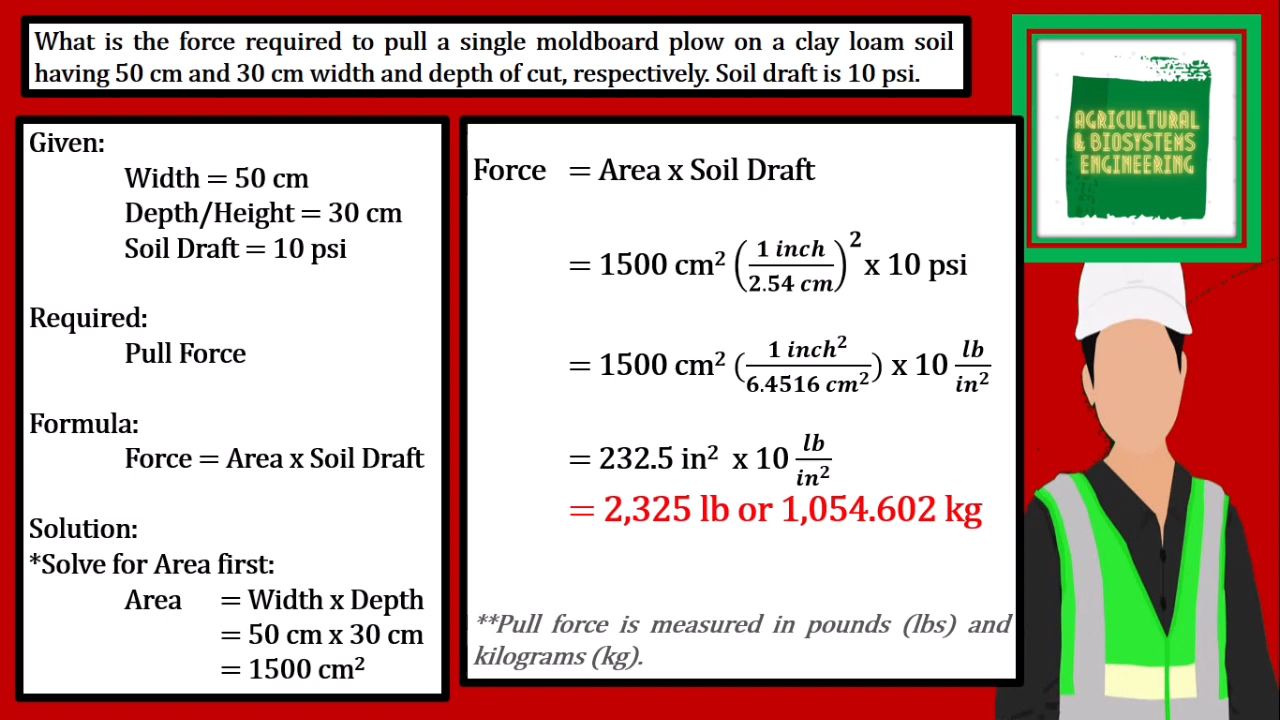 What is the force required to pull a single moldboard plow on a clay loam soil
having 50 cm and 30 cm width and depth of cut, respectively. Soil draft is 10 psi.
AGRICULTURAL
& BIOSYSTEMS
ENGINEERING
Given:
Width = 50 cm
Depth/Height = 30 cm
Soil Draft = 10 psi
Required:
Pull Force
Formula:
Force = Area x Soil Draft
Solution:
*Solve for Area first:
Area = Width x Depth
= 50 cm x 30 cm
= 1500 cm²
Force = Area x Soil Draft
= 1500 cm² (1 inch / 2.54 cm)² x 10 psi
= 1500 cm² (1 inch² / 6.4516 cm²) x 10 lb / in²
= 232.5 in² x 10 lb / in²
= 2,325 lb or 1,054.602 kg
**Pull force is measured in pounds (lbs) and
kilograms (kg).